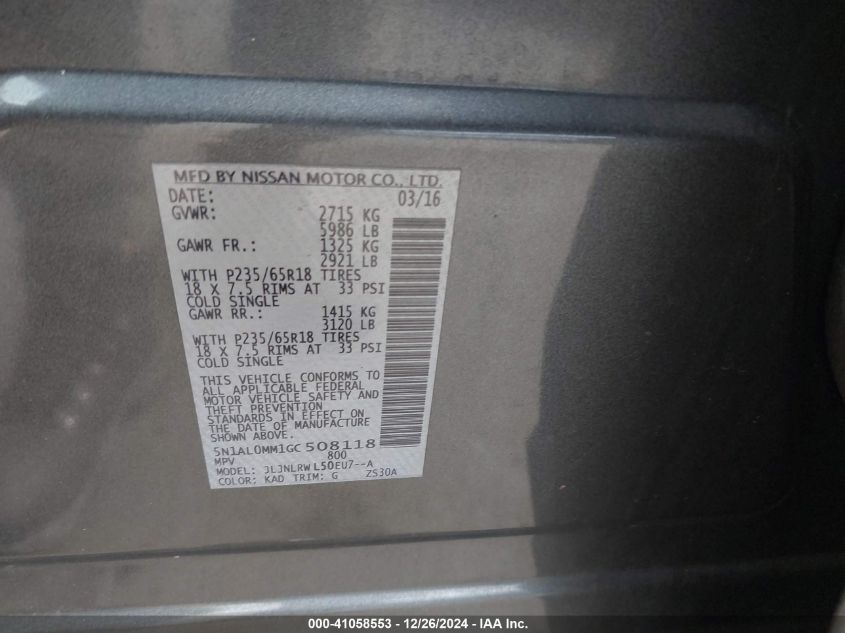 MFD BY NISSAN MOTOR CO., LTD.
DATE: 03/16
GVWR: 2715 KG
5986 LB
GAWR FR.: 1325 KG
2921 LB
WITH P235/65R18 TIRES
18 X 7.5 RIMS AT 33 PSI
COLD SINGLE
GAWR RR.: 1415 KG
3120 LB
WITH P235/65R18 TIRES
18 X 7.5 RIMS AT 33 PSI
COLD SINGLE
THIS VEHICLE CONFORMS TO
ALL APPLICABLE FEDERAL
MOTOR VEHICLE SAFETY AND
THEFT PREVENTION
STANDARDS IN EFFECT ON
THE DATE OF MANUFACTURE
SHOWN ABOVE.
5N1AL0MM1GC508118
MPV 800
MODEL: JLJNLRWL50EU7--A
COLOR: KAD TRIM: G ZS30A
000-41058553 - 12/26/2024 - IAA Inc.